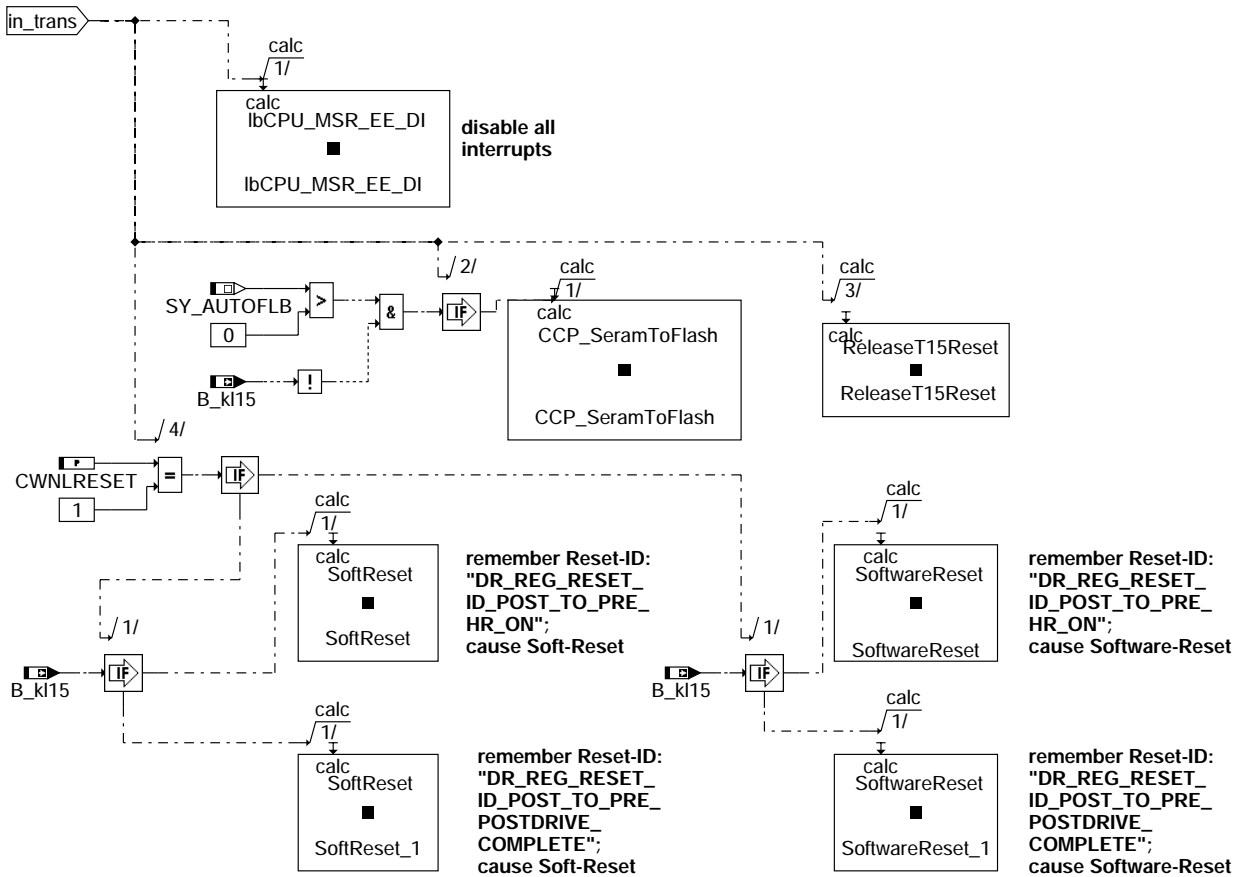 in_trans
calc
1/
calc
lbCPU_MSR_EE_DI
lbCPU_MSR_EE_DI
disable all
interrupts
/2/
calc
1/
calc
3/
SY_AUTOFLB
>
0
&
IF
B_kl15
!
calc
CCP_SeramToFlash
CCP_SeramToFlash
calc
ReleaseT15Reset
ReleaseT15Reset
/4/
P
CWNLRESET
=
IF
1
calc
1/
calc
SoftReset
SoftReset
remember Reset-ID:
"DR_REG_RESET_
ID_POST_TO_PRE_
HR_ON";
cause Soft-Reset
calc
1/
calc
SoftwareReset
SoftwareReset
remember Reset-ID:
"DR_REG_RESET_
ID_POST_TO_PRE_
HR_ON";
cause Software-Reset
/1/
IF
B_kl15
/1/
IF
B_kl15
calc
1/
calc
SoftReset
SoftReset_1
remember Reset-ID:
"DR_REG_RESET_
ID_POST_TO_PRE_
POSTDRIVE_
COMPLETE";
cause Soft-Reset
calc
1/
calc
SoftwareReset
SoftwareReset_1
remember Reset-ID:
"DR_REG_RESET_
ID_POST_TO_PRE_
POSTDRIVE_
COMPLETE";
cause Software-Reset